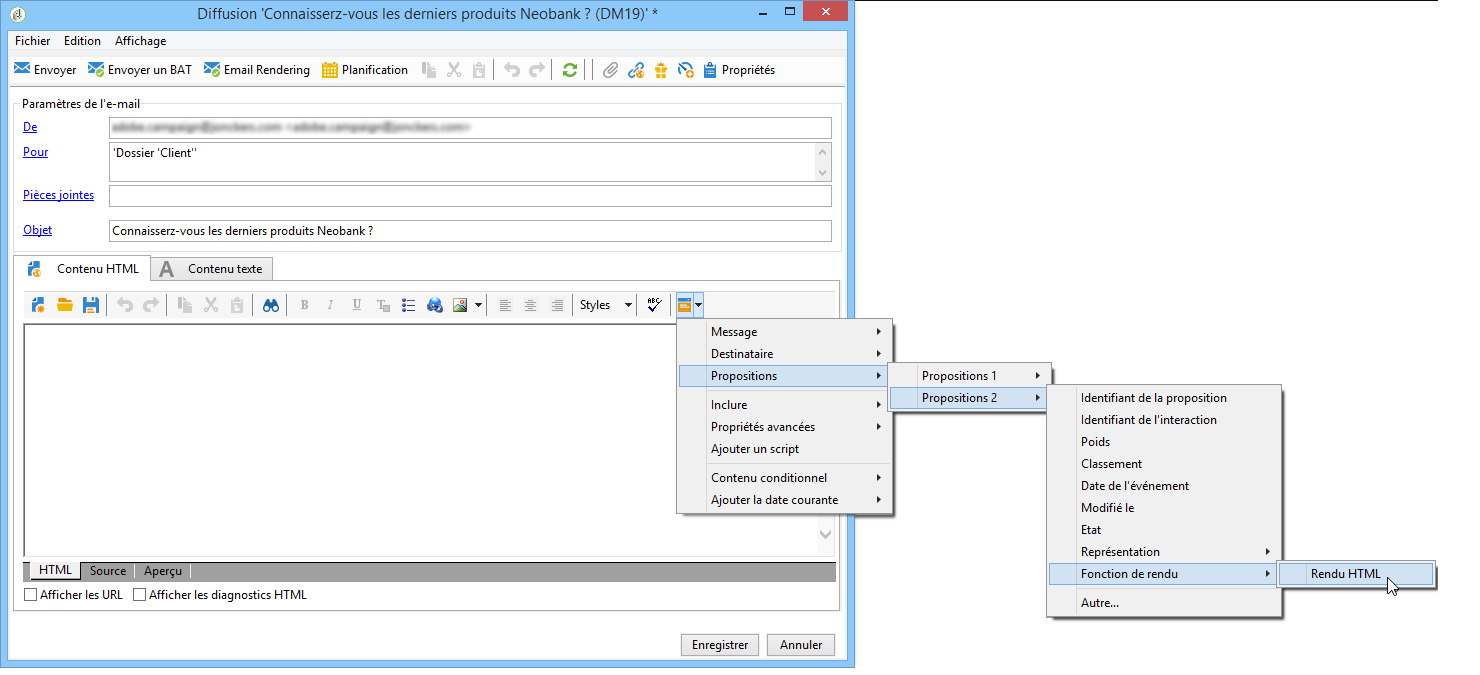 Diffusion 'Connaisserz-vous les derniers produits Neobank ? (DM19)' *
Fichier Edition Affichage
Envoyer Envoyer un BAT Email Rendering Planification Propriétés
Paramètres de l'e-mail
De
Pour 'Dossier 'Client''
Pièces jointes
Objet Connaisserz-vous les derniers produits Neobank ?
Contenu HTML A Contenu texte
B I U Styles ABC
Message
Destinataire
Propositions
Inclure
Propriétés avancées
Ajouter un script
Contenu conditionnel
Ajouter la date courante
Propositions 1
Propositions 2
Identifiant de la proposition
Identifiant de l'interaction
Poids
Classement
Date de l'événement
Modifié le
Etat
Représentation
Fonction de rendu
Autre...
Rendu HTML
HTML Source Aperçu
Afficher les URL Afficher les diagnostics HTML
Enregistrer Annuler